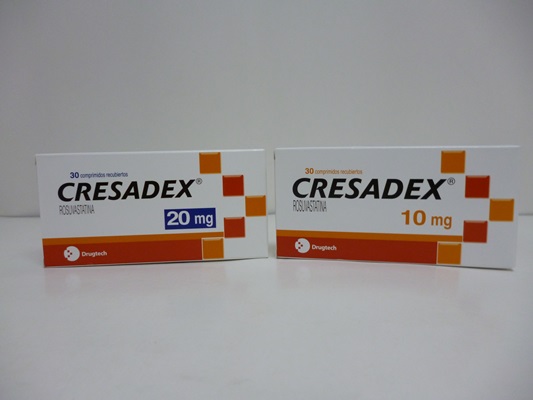 30 comprimidos recubiertos
CRESADEX®
ROSUVASTATINA
20 mg
Drugtech
30 comprimidos recubiertos
CRESADEX®
ROSUVASTATINA
10 mg
Drugtech